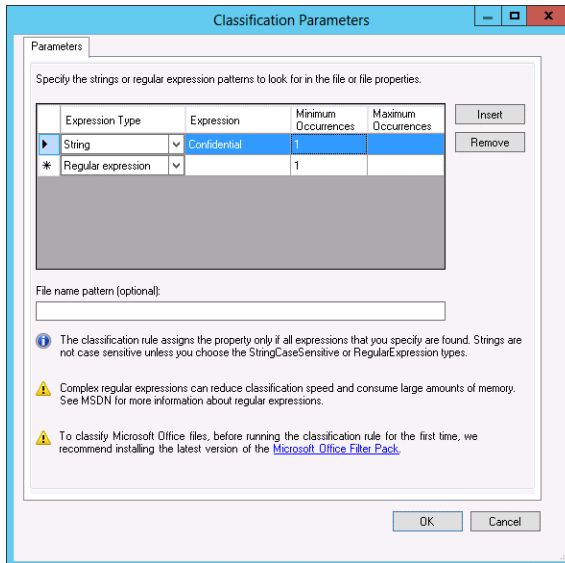 Classification Parameters
Parameters
Specify the strings or regular expression patterns to look for in the file or file properties.
Expression Type Expression Minimum Occurrences Maximum Occurrences
String Confidential 1
Regular expression 1
Insert
Remove
File name pattern (optional):
The classification rule assigns the property only if all expressions that you specify are found. Strings are
not case sensitive unless you choose the StringCaseSensitive or RegularExpression types.
Complex regular expressions can reduce classification speed and consume large amounts of memory.
See MSDN for more information about regular expressions.
To classify Microsoft Office files, before running the classification rule for the first time, we
recommend installing the latest version of the Microsoft Office Filter Pack.
OK Cancel